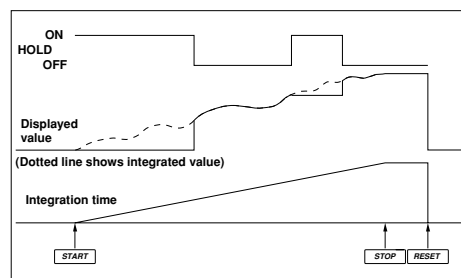 ON
HOLD
OFF
Displayed
value
(Dotted line shows integrated value)
Integration time
START
STOP
RESET